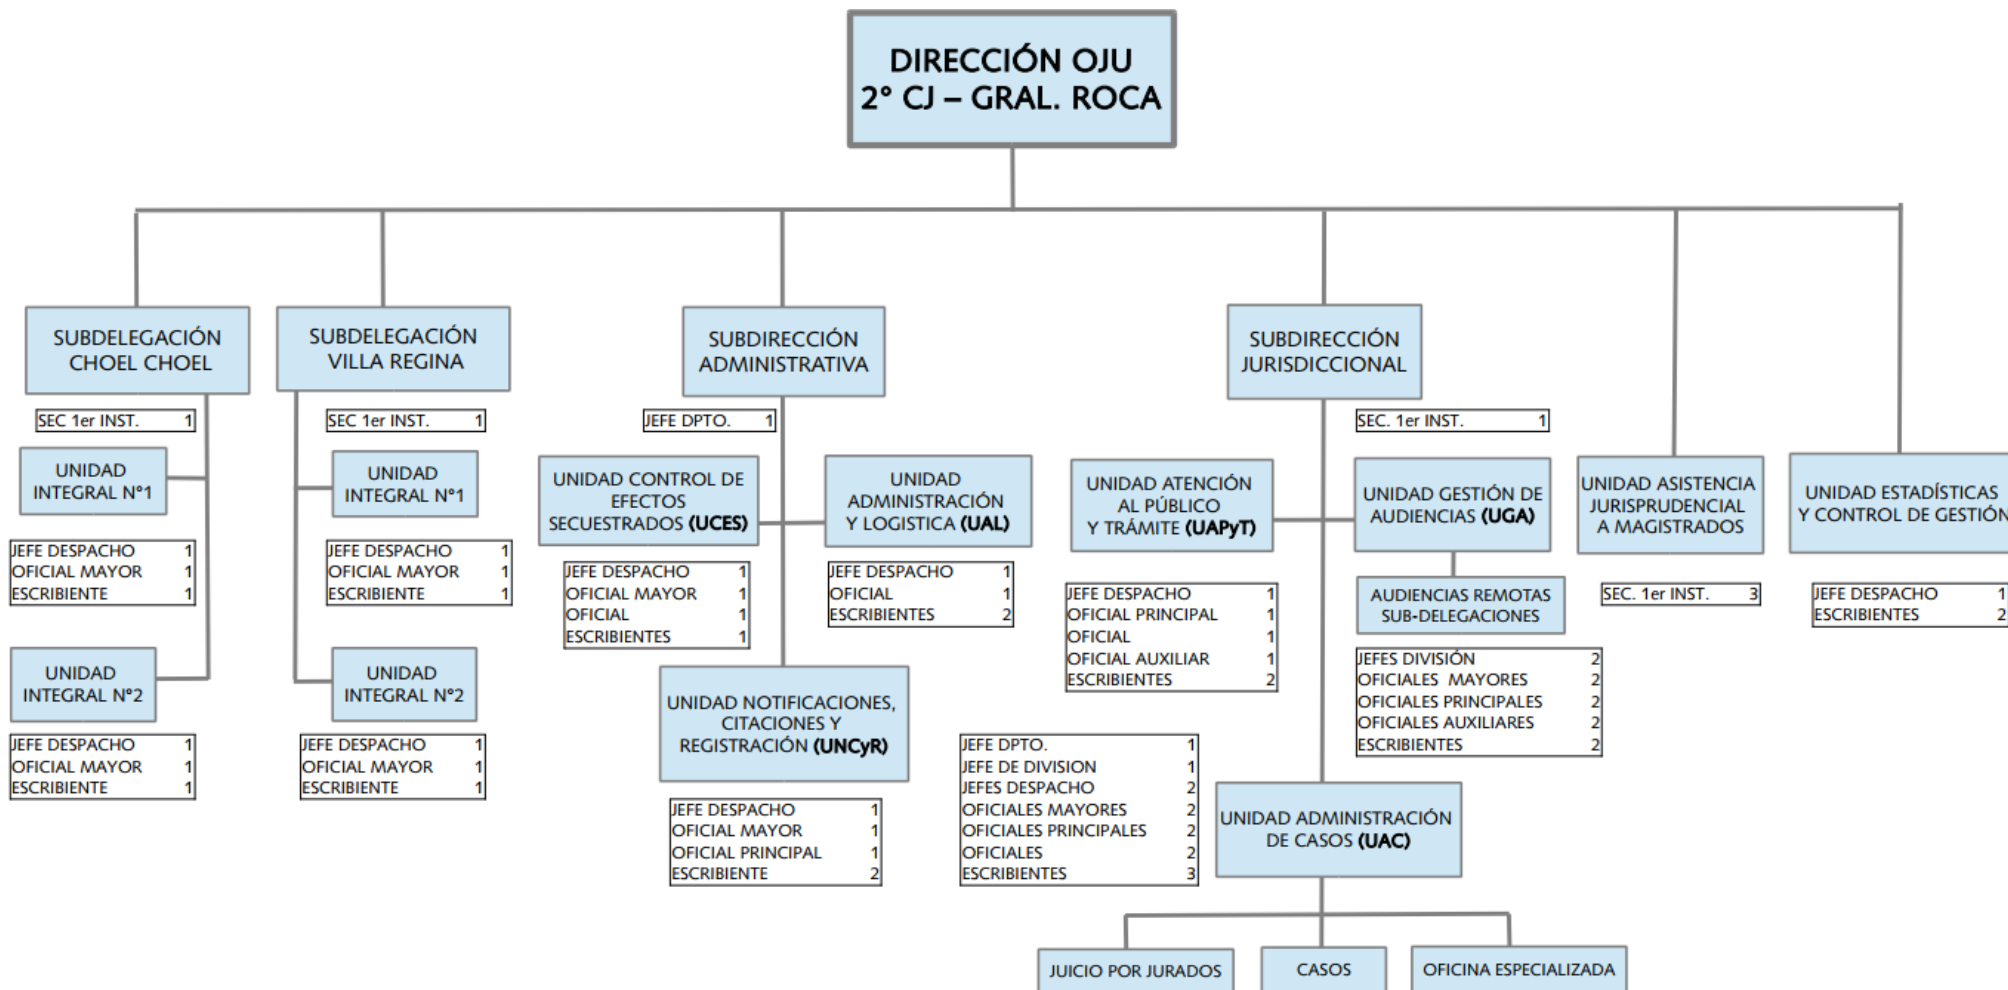 DIRECCIÓN OJU
2° CJ – GRAL. ROCA
SUBDELEGACIÓN
CHOEL CHOEL
SEC 1er INST. 1
UNIDAD
INTEGRAL N°1
JEFE DESPACHO 1
OFICIAL MAYOR 1
ESCRIBIENTE 1
UNIDAD
INTEGRAL N°2
JEFE DESPACHO 1
OFICIAL MAYOR 1
ESCRIBIENTE 1
SUBDELEGACIÓN
VILLA REGINA
SEC 1er INST. 1
UNIDAD
INTEGRAL N°1
JEFE DESPACHO 1
OFICIAL MAYOR 1
ESCRIBIENTE 1
UNIDAD
INTEGRAL N°2
JEFE DESPACHO 1
OFICIAL MAYOR 1
ESCRIBIENTE 1
SUBDIRECCIÓN
ADMINISTRATIVA
JEFE DPTO. 1
UNIDAD CONTROL DE
EFECTOS
SECUESTRADOS (UCES)
JEFE DESPACHO 1
OFICIAL MAYOR 1
OFICIAL 1
ESCRIBIENTES 1
UNIDAD
ADMINISTRACIÓN
Y LOGISTICA (UAL)
JEFE DESPACHO 1
OFICIAL 1
ESCRIBIENTES 2
UNIDAD NOTIFICACIONES,
CITACIONES Y
REGISTRACIÓN (UNCyR)
JEFE DESPACHO 1
OFICIAL MAYOR 1
OFICIAL PRINCIPAL 1
ESCRIBIENTE 2
SUBDIRECCIÓN
JURISDICCIONAL
SEC. 1er INST. 1
UNIDAD ATENCIÓN
AL PÚBLICO
Y TRÁMITE (UAPyT)
JEFE DESPACHO 1
OFICIAL PRINCIPAL 1
OFICIAL 1
OFICIAL AUXILIAR 1
ESCRIBIENTES 2
UNIDAD GESTIÓN DE
AUDIENCIAS (UGA)
AUDIENCIAS REMOTAS
SUB-DELEGACIONES
JEFES DIVISIÓN 2
OFICIALES MAYORES 2
OFICIALES PRINCIPALES 2
OFICIALES AUXILIARES 2
ESCRIBIENTES 2
JEFE DPTO. 1
JEFE DE DIVISION 1
JEFES DESPACHO 2
OFICIALES MAYORES 2
OFICIALES PRINCIPALES 2
OFICIALES 2
ESCRIBIENTES 3
UNIDAD ADMINISTRACIÓN
DE CASOS (UAC)
JUICIO POR JURADOS
CASOS
OFICINA ESPECIALIZADA
UNIDAD ASISTENCIA
JURISPRUDENCIAL
A MAGISTRADOS
SEC. 1er INST. 3
UNIDAD ESTADÍSTICAS
Y CONTROL DE GESTIÓN
JEFE DESPACHO 1
ESCRIBIENTES 2